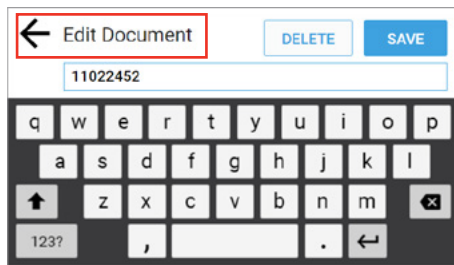 Edit Document DELETE SAVE
11022452
q w e r t y u i o p
a s d f g h j k l
z x c v b n m
123? , .